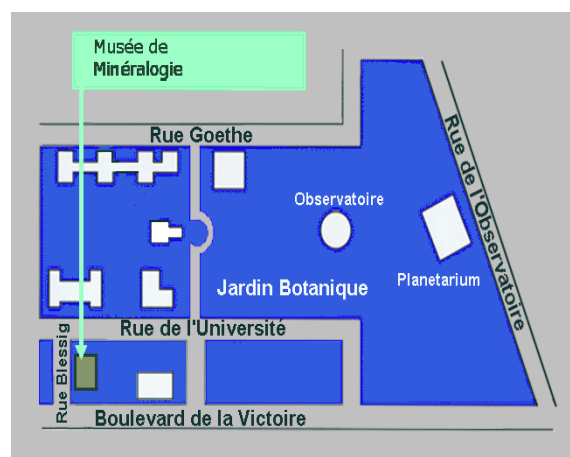 Musée de
Minéralogie
Rue Goethe
Rue de l'Observatoire
Observatoire
Planetarium
Jardin Botanique
Rue de l'Université
Rue Blessig
Boulevard de la Victoire